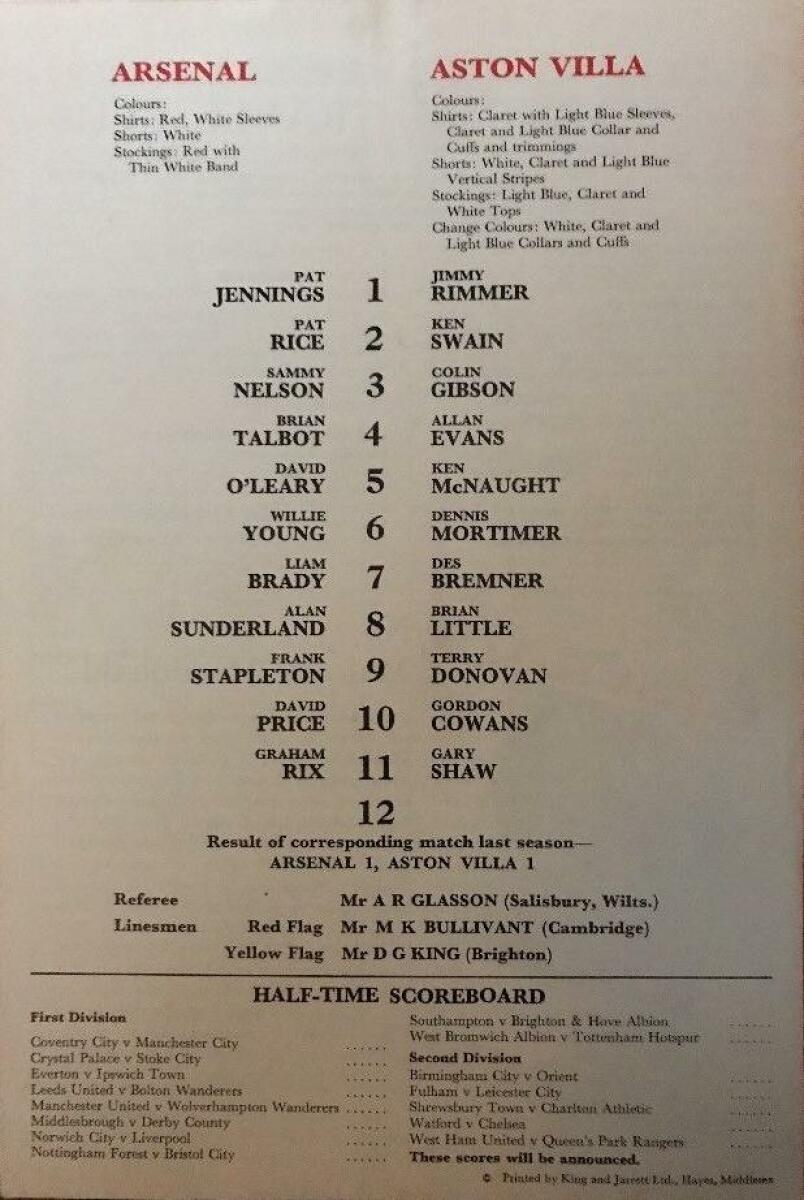 ARSENAL
Colours:
Shirts: Red, White Sleeves
Shorts: White
Stockings: Red with
Thin White Band
ASTON VILLA
Colours:
Shirts: Claret with Light Blue Sleeves,
Claret and Light Blue Collar and
Cuffs and trimmings
Shorts: White, Claret and Light Blue
Vertical Stripes
Stockings: Light Blue, Claret and
White Tops
Change Colours: White, Claret and
Light Blue Collars and Cuffs
PAT JIMMY
JENNINGS 1 RIMMER
PAT KEN
RICE 2 SWAIN
SAMMY COLIN
NELSON 3 GIBSON
BRIAN ALLAN
TALBOT 4 EVANS
DAVID KEN
O'LEARY 5 McNAUGHT
WILLIE DENNIS
YOUNG 6 MORTIMER
LIAM DES
BRADY 7 BREMNER
ALAN BRIAN
SUNDERLAND 8 LITTLE
FRANK TERRY
STAPLETON 9 DONOVAN
DAVID GORDON
PRICE 10 COWANS
GRAHAM GARY
RIX 11 SHAW
12
Result of corresponding match last season—
ARSENAL 1, ASTON VILLA 1
Referee Mr A R GLASSON (Salisbury, Wilts.)
Linesmen Red Flag Mr M K BULLIVANT (Cambridge)
Yellow Flag Mr D G KING (Brighton)
HALF-TIME SCOREBOARD
First Division
Coventry City v Manchester City ......
Crystal Palace v Stoke City ......
Everton v Ipswich Town ......
Leeds United v Bolton Wanderers ......
Manchester United v Wolverhampton Wanderers ......
Middlesbrough v Derby County ......
Norwich City v Liverpool ......
Nottingham Forest v Bristol City ......
Southampton v Brighton & Hove Albion ......
West Bromwich Albion v Tottenham Hotspur ......
Second Division
Birmingham City v Orient ......
Fulham v Leicester City ......
Shrewsbury Town v Charlton Athletic ......
Watford v Chelsea ......
West Ham United v Queen's Park Rangers ......
These scores will be announced.
© Printed by King and Jarrett Ltd., Hayes, Middlesex